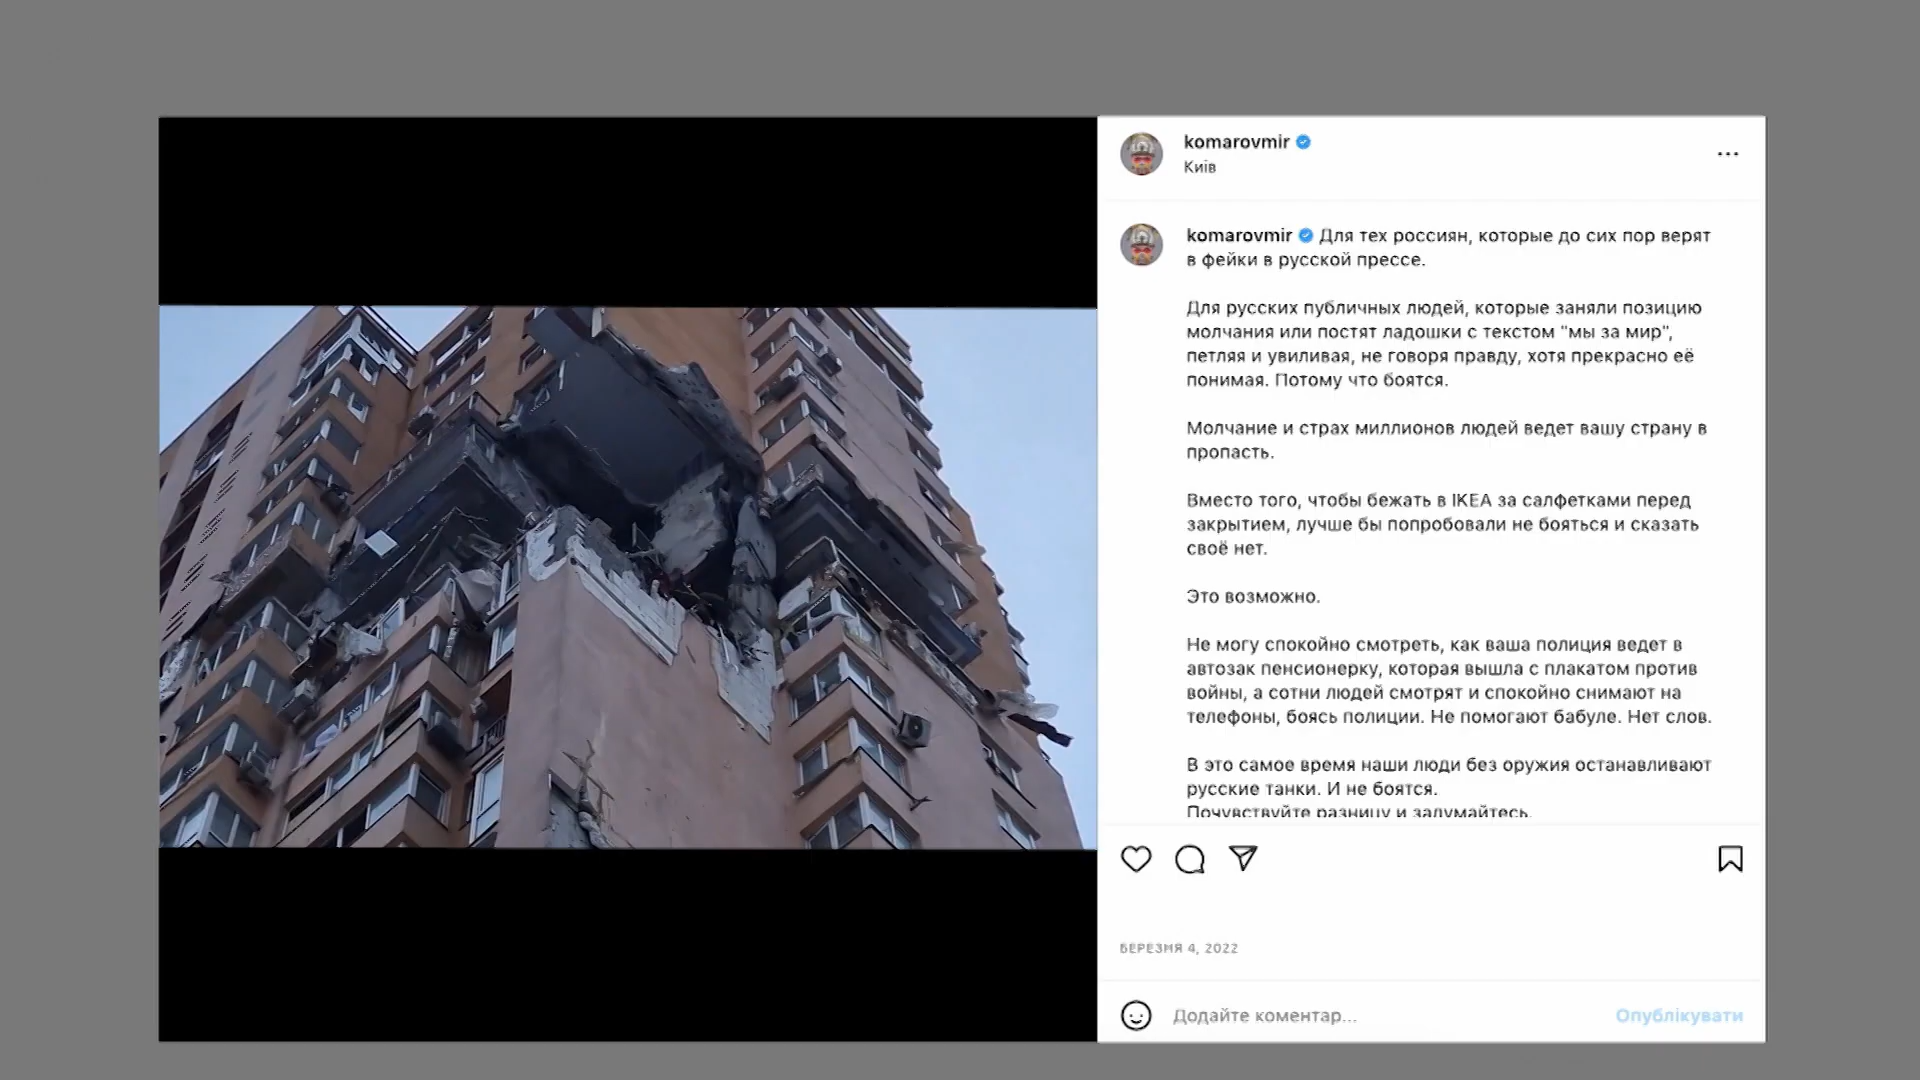 komarovmir
Київ
komarovmir Для тех россиян, которые до сих пор верят
в фейки в русской прессе.
Для русских публичных людей, которые заняли позицию
молчания или постят ладошки с текстом "мы за мир",
петляя и увиливая, не говоря правду, хотя прекрасно её
понимая. Потому что боятся.
Молчание и страх миллионов людей ведет вашу страну в
пропасть.
Вместо того, чтобы бежать в IKEA за салфетками перед
закрытием, лучше бы попробовали не бояться и сказать
своё нет.
Это возможно.
Не могу спокойно смотреть, как ваша полиция ведет в
автозак пенсионерку, которая вышла с плакатом против
войны, а сотни людей смотрят и спокойно снимают на
телефоны, боясь полиции. Не помогают бабуле. Нет слов.
В это самое время наши люди без оружия останавливают
русские танки. И не боятся.
Почувствуйте разницу и задумайтесь.
БЕРЕЗНЯ 4, 2022
Додайте коментар...
Опублікувати